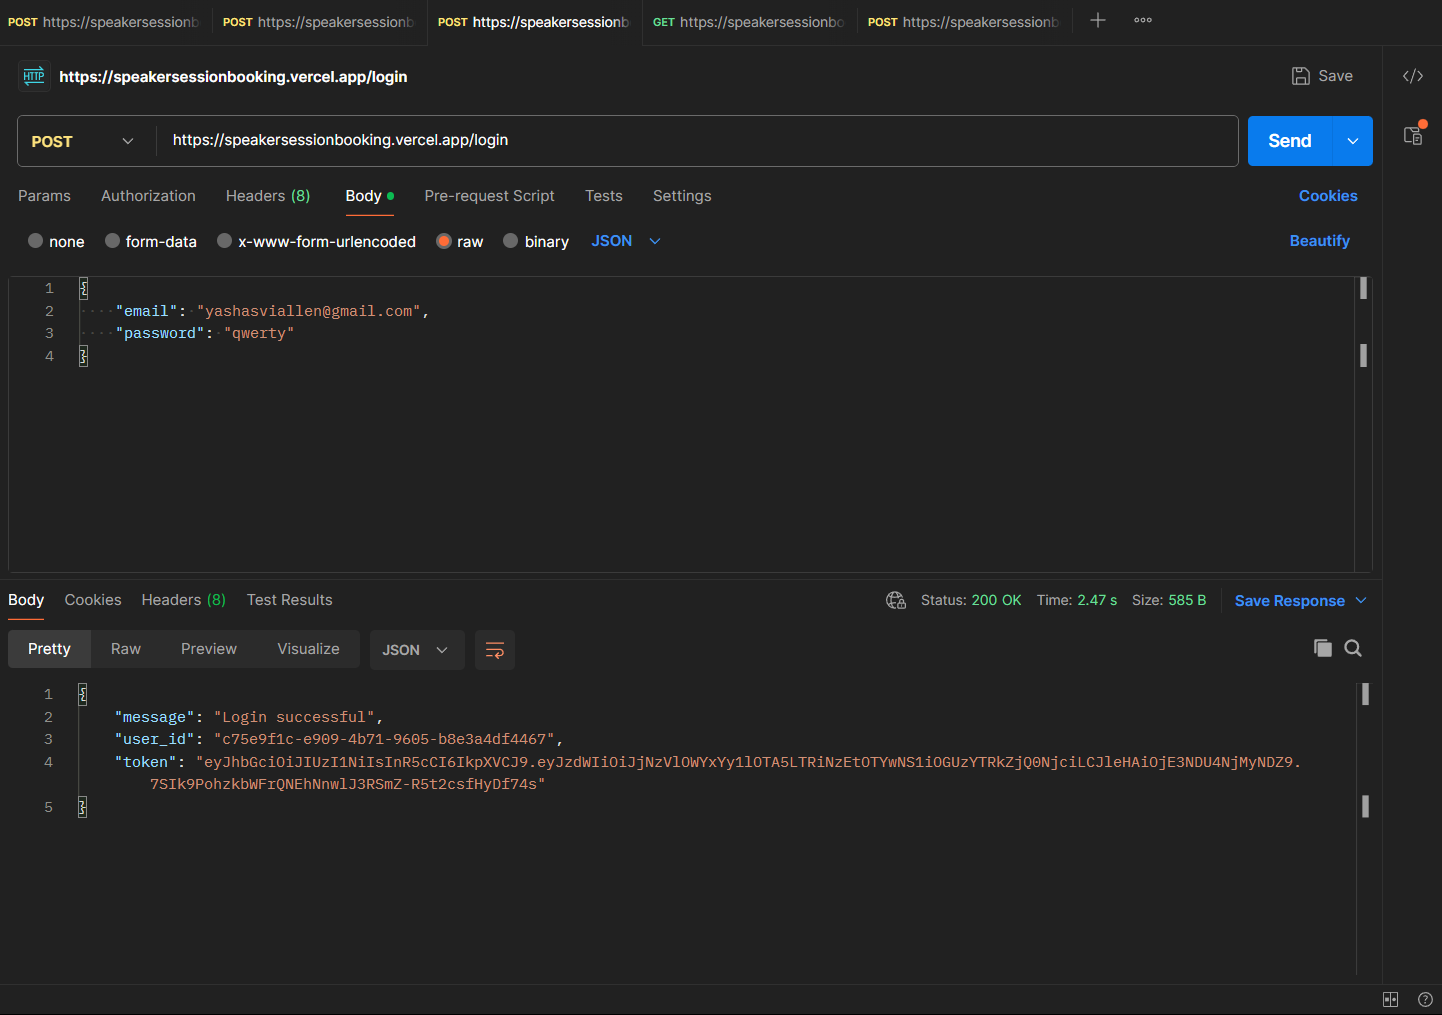 POST https://speakersessionb
POST https://speakersessionb
POST https://speakersessionb
GET https://speakersessionbo
POST https://speakersessionb
HTTP https://speakersessionbooking.vercel.app/login
Save
POST https://speakersessionbooking.vercel.app/login
Send
Params Authorization Headers (8) Body Pre-request Script Tests Settings Cookies
none form-data x-www-form-urlencoded raw binary JSON Beautify
1 {
2 "email": "yashasviallen@gmail.com",
3 "password": "qwerty"
4 }
Body Cookies Headers (8) Test Results Status: 200 OK Time: 2.47 s Size: 585 B Save Response
Pretty Raw Preview Visualize JSON
1 {
2 "message": "Login successful",
3 "user_id": "c75e9f1c-e909-4b71-9605-b8e3a4df4467",
4 "token": "eyJhbGciOiJIUzI1NiIsInR5cCI6IkpXVCJ9.eyJzdWIiOiJjNzVlOWYxYy1lOTA5LTRiNzEtOTYwNS1iOGUzYTRkZjQ0NjciLCJleHAiOjE3NDU4NjMyNDZ9.
7SIk9PohzkbWFrQNEhNnwlJ3RSmZ-R5t2csfHyDf74s"
5 }